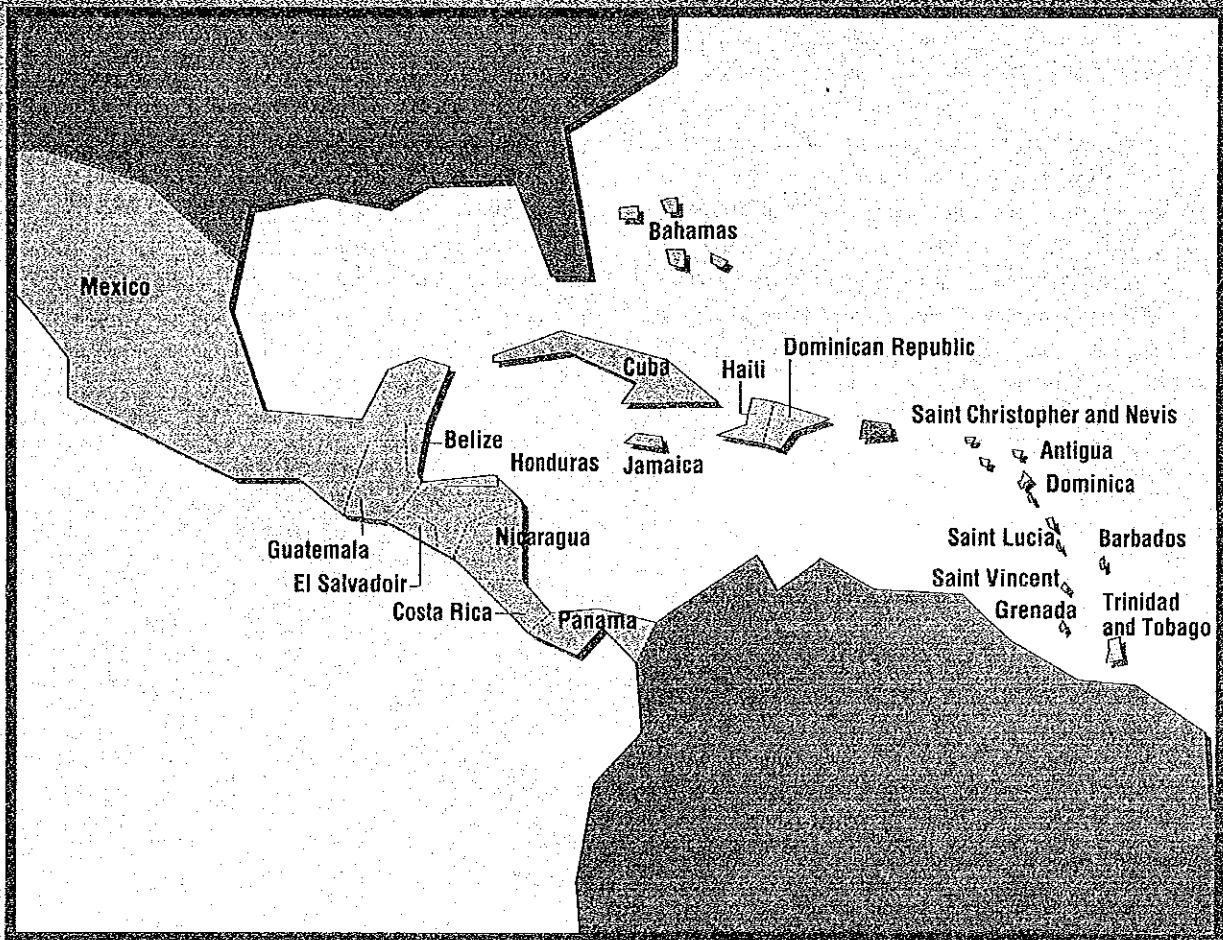 Bahamas
Mexico
Dominican Republic
Cuba
Haiti
Saint Christopher and Nevis
Belize
Antigua
Honduras
Jamaica
Dominica
Nicaragua
Saint Lucia
Barbados
Guatemala
El Salvadoir
Saint Vincent
Costa Rica
Panama
Grenada
Trinidad
and Tobago